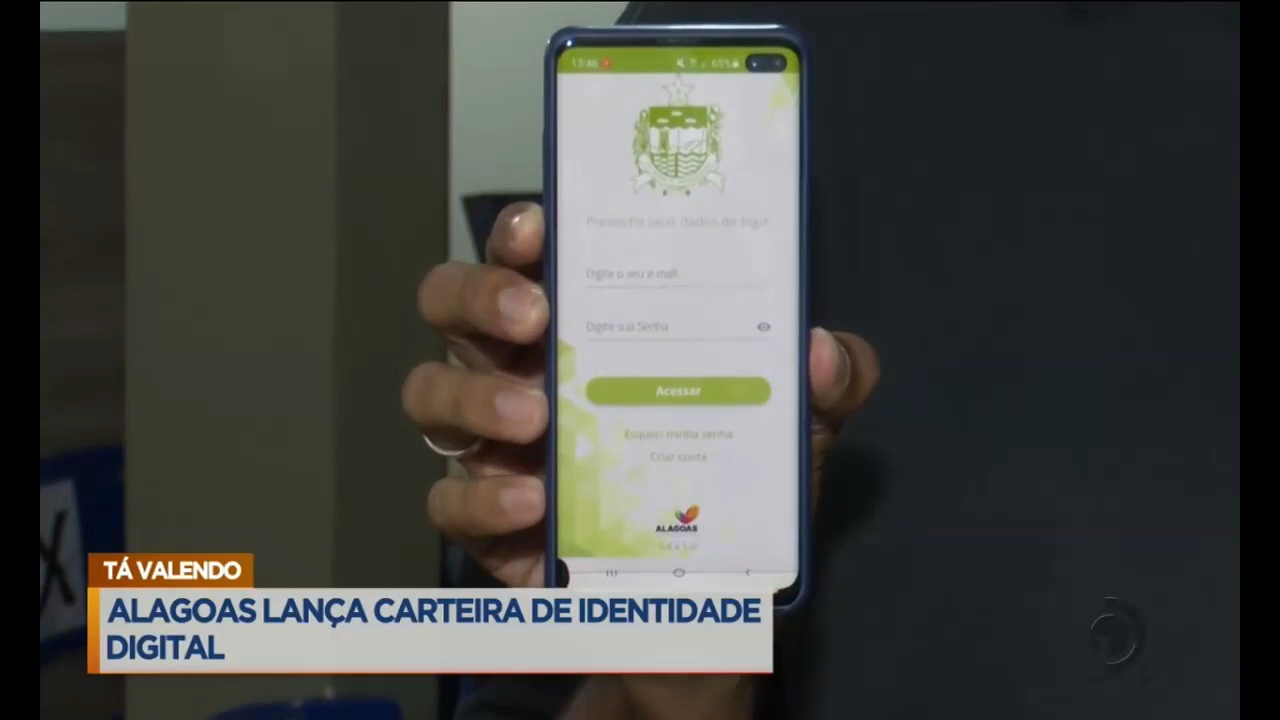 13:46
65%
Preencha seus dados de login
Digite o seu e-mail
Digite sua Senha
Acessar
Esqueci minha senha
Criar conta
ALAGOAS
TÁ VALENDO
ALAGOAS LANÇA CARTEIRA DE IDENTIDADE
DIGITAL
X